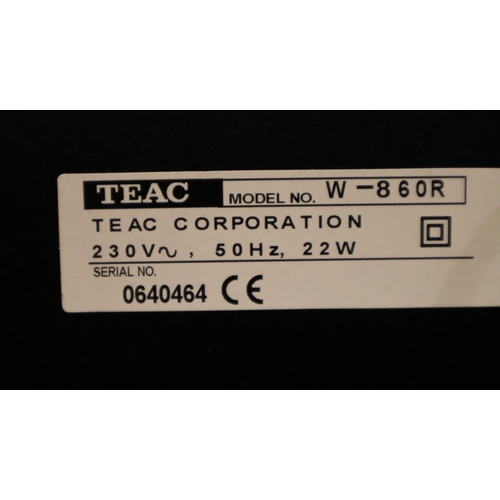 TEAC MODEL NO. W-860R
TEAC CORPORATION
230V~, 50Hz, 22W
SERIAL NO.
0640464 CE